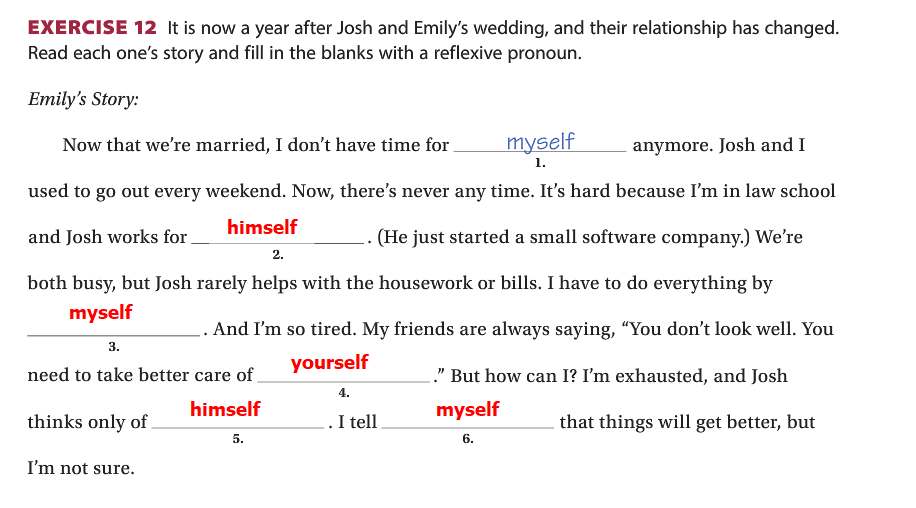 EXERCISE 12 It is now a year after Josh and Emily's wedding, and their relationship has changed.
Read each one's story and fill in the blanks with a reflexive pronoun.
Emily's Story:
Now that we're married, I don't have time for myself anymore. Josh and I
1.
used to go out every weekend. Now, there's never any time. It's hard because I'm in law school
and Josh works for himself. (He just started a small software company.) We're
2.
both busy, but Josh rarely helps with the housework or bills. I have to do everything by
myself. And I'm so tired. My friends are always saying, “You don't look well. You
3.
need to take better care of yourself.” But how can I? I'm exhausted, and Josh
4.
thinks only of himself. I tell myself that things will get better, but
5. 6.
I'm not sure.